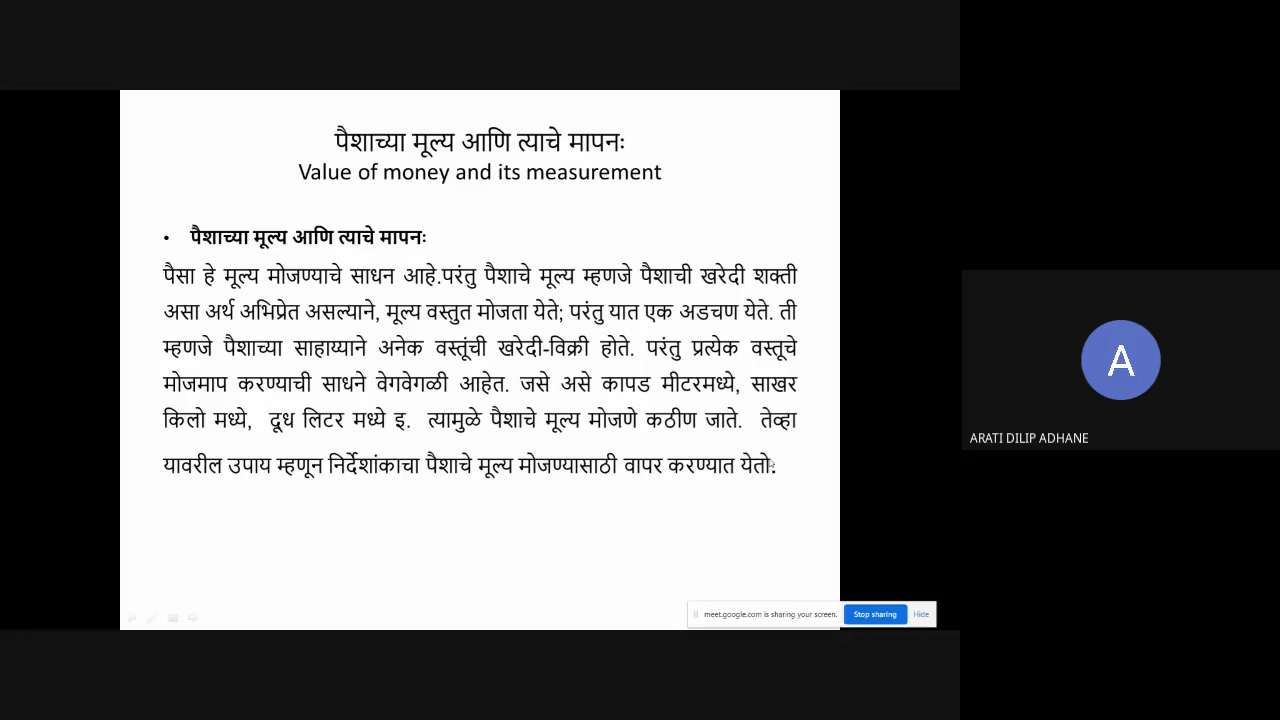 पैशाच्या मूल्य आणि त्याचे मापनः
Value of money and its measurement
• पैशाच्या मूल्य आणि त्याचे मापनः
पैसा हे मूल्य मोजण्याचे साधन आहे.परंतु पैशाचे मूल्य म्हणजे पैशाची खरेदी शक्ती
असा अर्थ अभिप्रेत असल्याने, मूल्य वस्तुत मोजता येते; परंतु यात एक अडचण येते. ती
म्हणजे पैशाच्या साहाय्याने अनेक वस्तूंची खरेदी-विक्री होते. परंतु प्रत्येक वस्तूचे
मोजमाप करण्याची साधने वेगवेगळी आहेत. जसे असे कापड मीटरमध्ये, साखर
किलो मध्ये, दूध लिटर मध्ये इ. त्यामुळे पैशाचे मूल्य मोजणे कठीण जाते. तेव्हा
यावरील उपाय म्हणून निर्देशांकाचा पैशाचे मूल्य मोजण्यासाठी वापर करण्यात येतो.
A
ARATI DILIP ADHANE
meet.google.com is sharing your screen. Stop sharing Hide